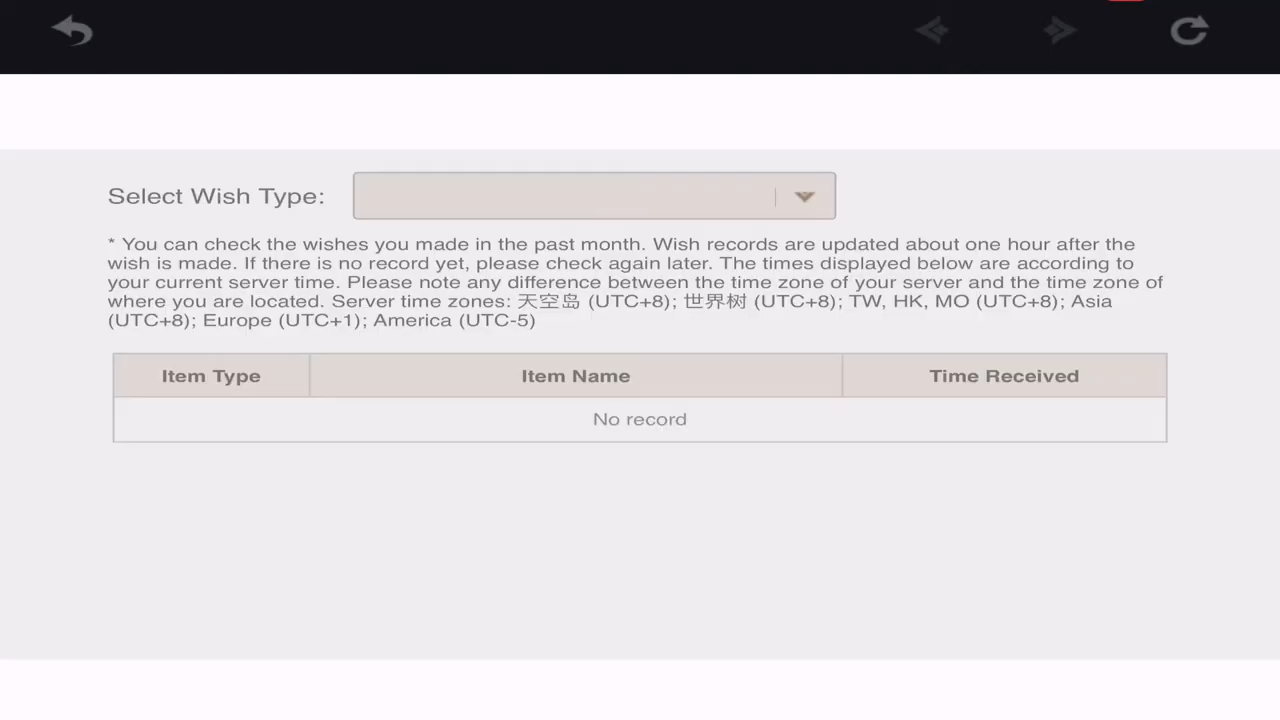 Select Wish Type:
* You can check the wishes you made in the past month. Wish records are updated about one hour after the
wish is made. If there is no record yet, please check again later. The times displayed below are according to
your current server time. Please note any difference between the time zone of your server and the time zone of
where you are located. Server time zones: 天空岛 (UTC+8); 世界树 (UTC+8); TW, HK, MO (UTC+8); Asia
(UTC+8); Europe (UTC+1); America (UTC-5)
Item Type Item Name Time Received
No record